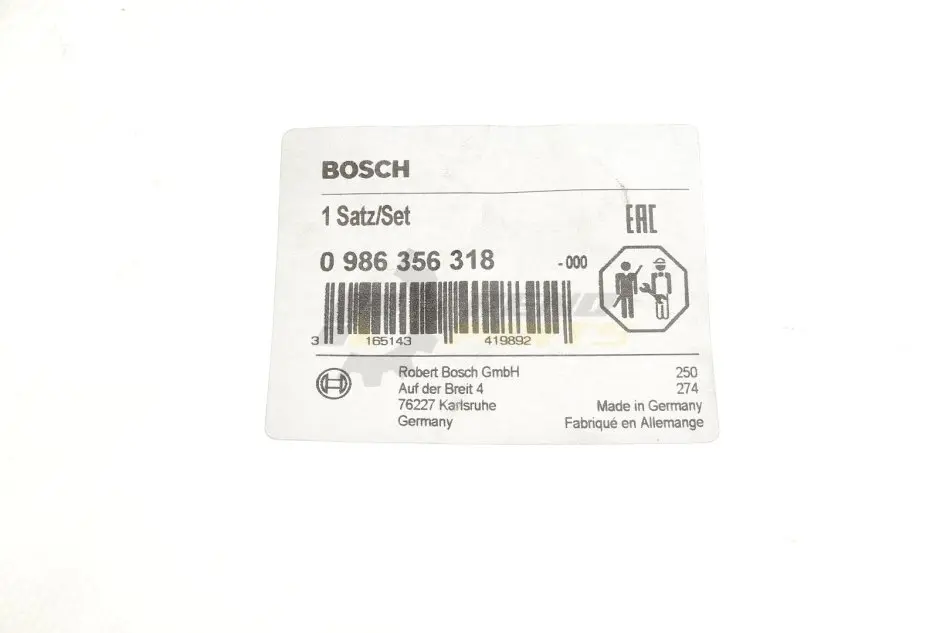 BOSCH
1 Satz/Set
EAC
0 986 356 318 -000
3 165143 419892
Robert Bosch GmbH
Auf der Breit 4
76227 Karlsruhe
Germany
250
274
Made in Germany
Fabriqué en Allemange